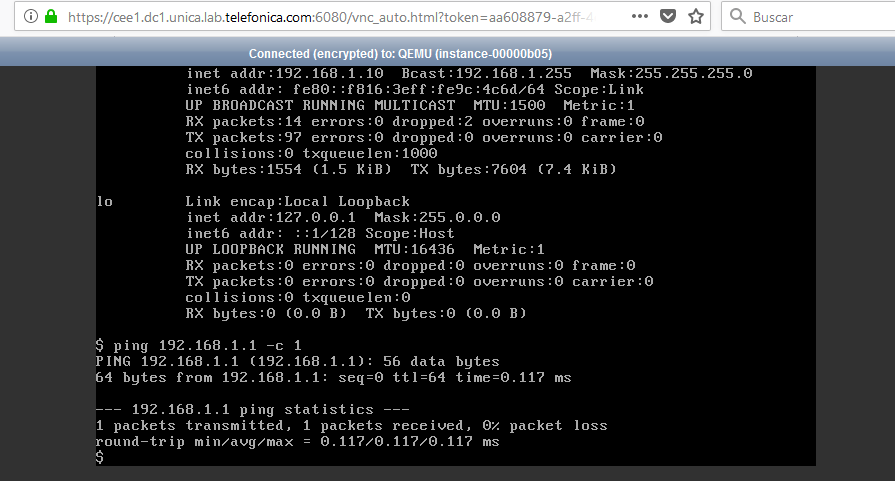 https://cee1.dc1.unica.lab.telefonica.com:6080/vnc_auto.html?token=aa608879-a2ff-4
Buscar
Connected (encrypted) to: QEMU (instance-00000b05)
inet addr:192.168.1.10  Bcast:192.168.1.255  Mask:255.255.255.0
inet6 addr: fe80::f816:3eff:fe9c:4c6d/64 Scope:Link
UP BROADCAST RUNNING MULTICAST  MTU:1500  Metric:1
RX packets:14 errors:0 dropped:2 overruns:0 frame:0
TX packets:97 errors:0 dropped:0 overruns:0 carrier:0
collisions:0 txqueuelen:1000
RX bytes:1554 (1.5 KiB)  TX bytes:7604 (7.4 KiB)
lo        Link encap:Local Loopback
inet addr:127.0.0.1  Mask:255.0.0.0
inet6 addr: ::1/128 Scope:Host
UP LOOPBACK RUNNING  MTU:16436  Metric:1
RX packets:0 errors:0 dropped:0 overruns:0 frame:0
TX packets:0 errors:0 dropped:0 overruns:0 carrier:0
collisions:0 txqueuelen:0
RX bytes:0 (0.0 B)  TX bytes:0 (0.0 B)
$ ping 192.168.1.1 -c 1
PING 192.168.1.1 (192.168.1.1): 56 data bytes
64 bytes from 192.168.1.1: seq=0 ttl=64 time=0.117 ms
--- 192.168.1.1 ping statistics ---
1 packets transmitted, 1 packets received, 0% packet loss
round-trip min/avg/max = 0.117/0.117/0.117 ms
$